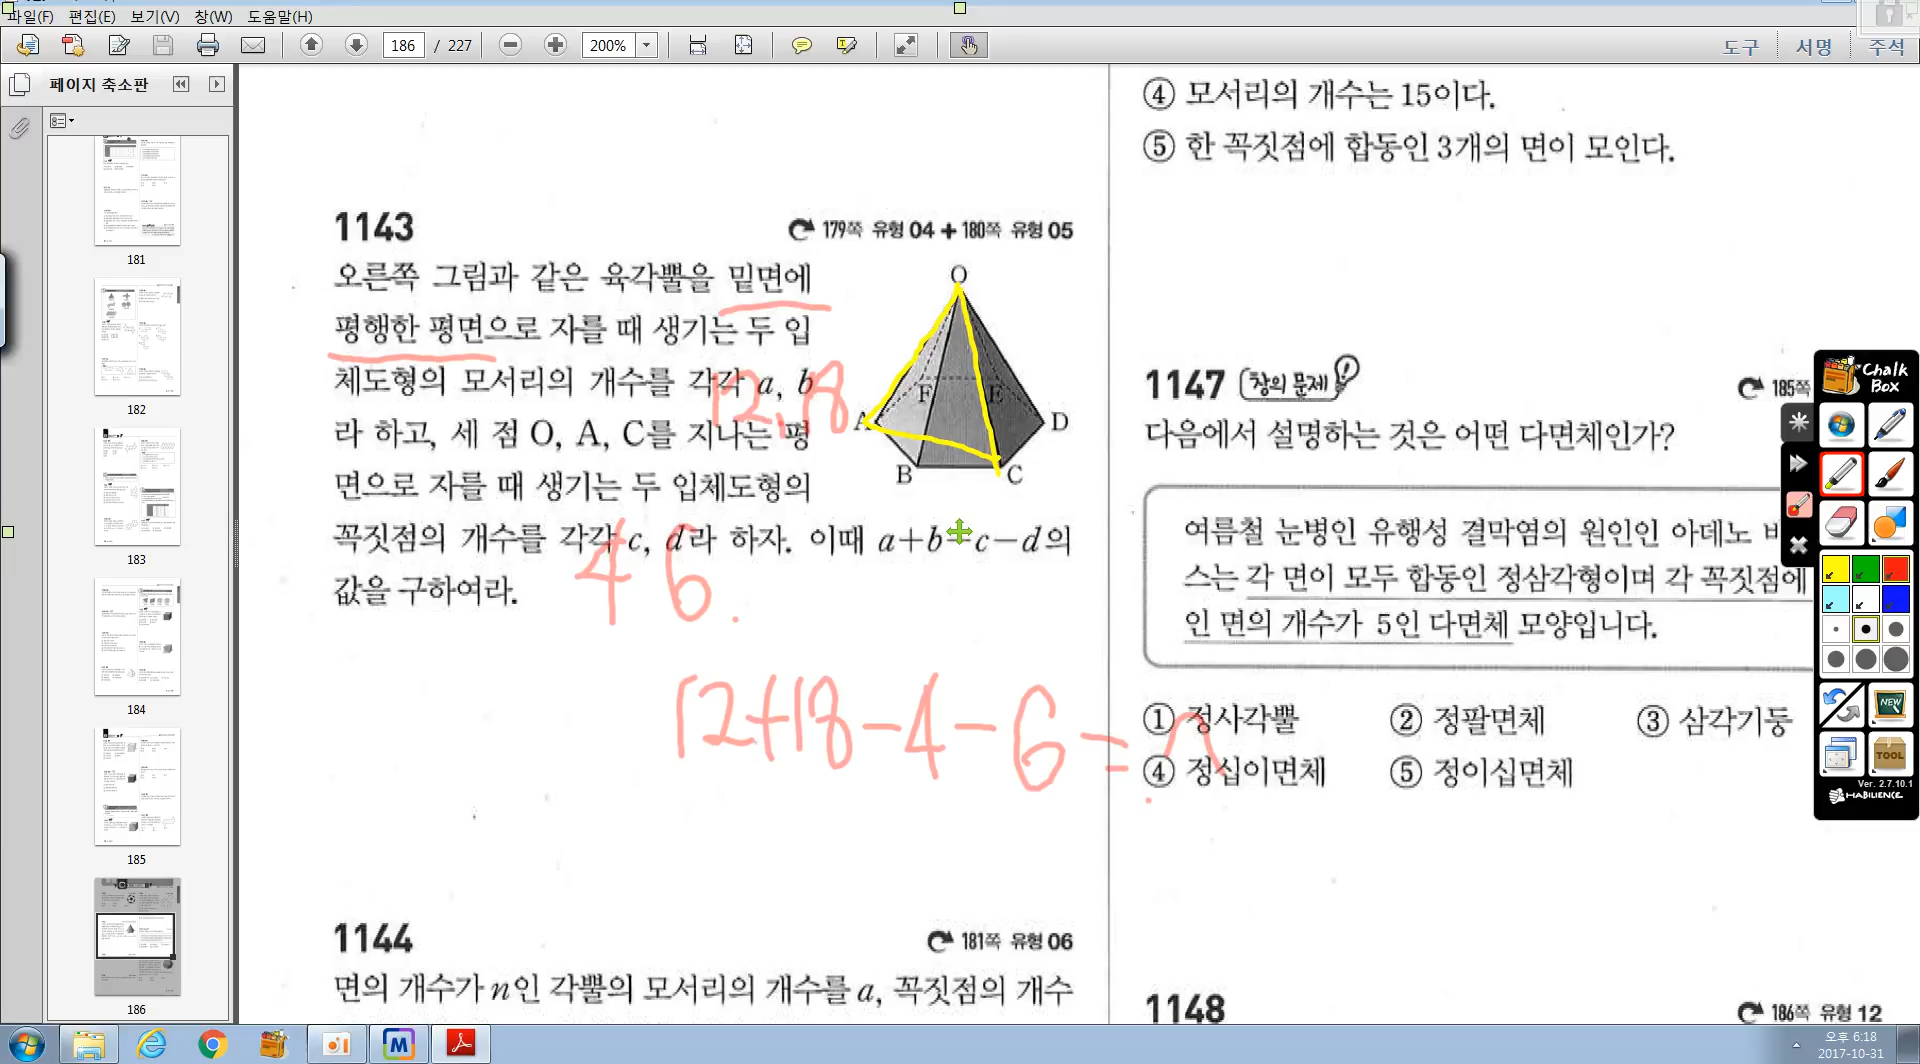 파일(F) 편집(E) 보기(V) 창(W) 도움말(H)
186 / 227 200% 도구 서명 주석
페이지 축소판
181
182
183
184
185
186
1143
179쪽 유형 04 + 180쪽 유형 05
오른쪽 그림과 같은 육각뿔을 밑면에
평행한 평면으로 자를 때 생기는 두 입
체도형의 모서리의 개수를 각각 a, b
라 하고, 세 점 O, A, C를 지나는 평
면으로 자를 때 생기는 두 입체도형의
꼭짓점의 개수를 각각 c, d라 하자. 이때 a+b-c-d의
값을 구하여라.
O
F E
A D
B C
12, 18
4 6
12+18-4-6=
1144
181쪽 유형 06
면의 개수가 n인 각뿔의 모서리의 개수를 a, 꼭짓점의 개수
④ 모서리의 개수는 15이다.
⑤ 한 꼭짓점에 합동인 3개의 면이 모인다.
1147 창의 문제
185쪽
다음에서 설명하는 것은 어떤 다면체인가?
여름철 눈병인 유행성 결막염의 원인인 아데노 바
스는 각 면이 모두 합동인 정삼각형이며 각 꼭짓점에
인 면의 개수가 5인 다면체 모양입니다.
① 정사각뿔 ② 정팔면체 ③ 삼각기둥
④ 정십이면체 ⑤ 정이십면체
1148
186쪽 유형 12
Chalk
Box
NEW
TOOL
Ver. 2.7.10.1
HABILIENCE
오후 6:18
2017-10-31